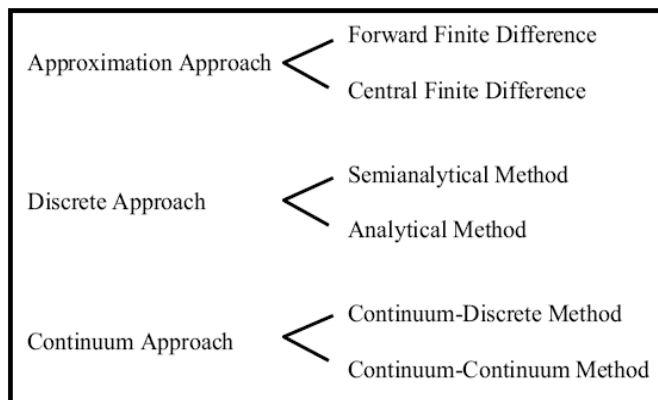 Approximation Approach
Forward Finite Difference
Central Finite Difference
Discrete Approach
Semianalytical Method
Analytical Method
Continuum Approach
Continuum-Discrete Method
Continuum-Continuum Method